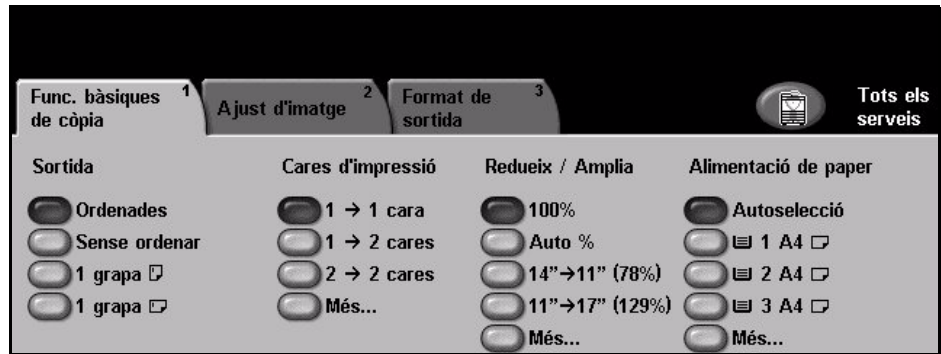 Func. bàsiques de còpia 1
Ajust d'imatge 2
Format de sortida 3
Tots els serveis
Sortida
Ordenades
Sense ordenar
1 grapa
1 grapa
Cares d'impressió
1 → 1 cara
1 → 2 cares
2 → 2 cares
Més...
Redueix / Amplia
100%
Auto %
14”→11” (78%)
11”→17” (129%)
Més...
Alimentació de paper
Autoselecció
1 A4
2 A4
3 A4
Més...